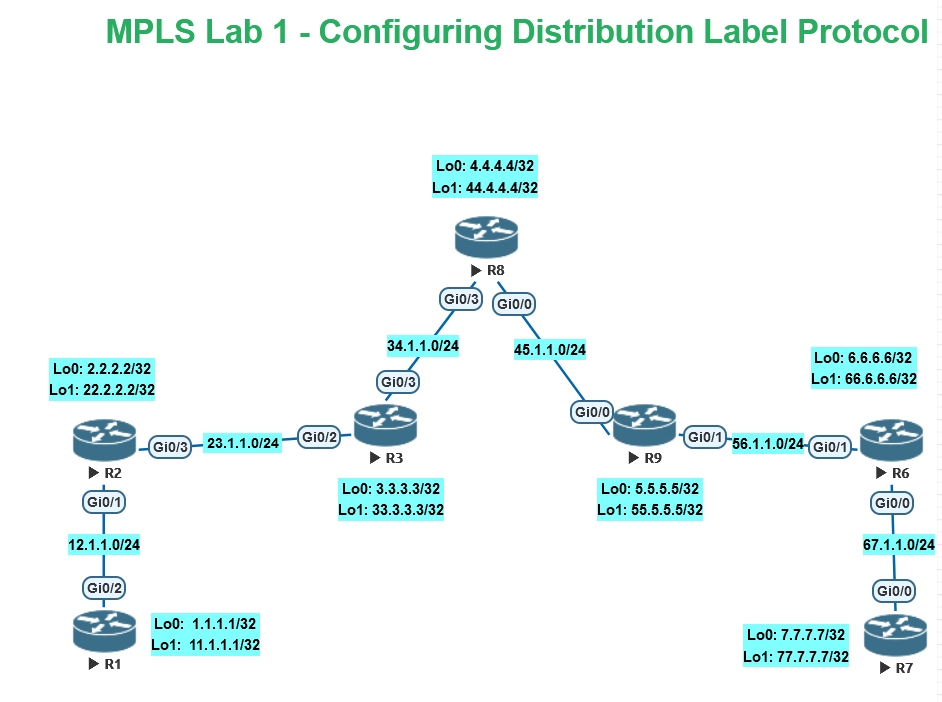 MPLS Lab 1 - Configuring Distribution Label Protocol
Lo0: 4.4.4.4/32
Lo1: 44.4.4.4/32
R8
Gi0/3
Gi0/0
34.1.1.0/24
45.1.1.0/24
Lo0: 2.2.2.2/32
Lo1: 22.2.2.2/32
Lo0: 6.6.6.6/32
Lo1: 66.6.6.6/32
Gi0/3
Gi0/0
Gi0/3
23.1.1.0/24
Gi0/2
Gi0/1
56.1.1.0/24
Gi0/1
R2
R3
R9
R6
Lo0: 3.3.3.3/32
Lo1: 33.3.3.3/32
Lo0: 5.5.5.5/32
Lo1: 55.5.5.5/32
Gi0/1
Gi0/0
12.1.1.0/24
67.1.1.0/24
Gi0/2
Gi0/0
Lo0: 1.1.1.1/32
Lo1: 11.1.1.1/32
Lo0: 7.7.7.7/32
Lo1: 77.7.7.7/32
R1
R7